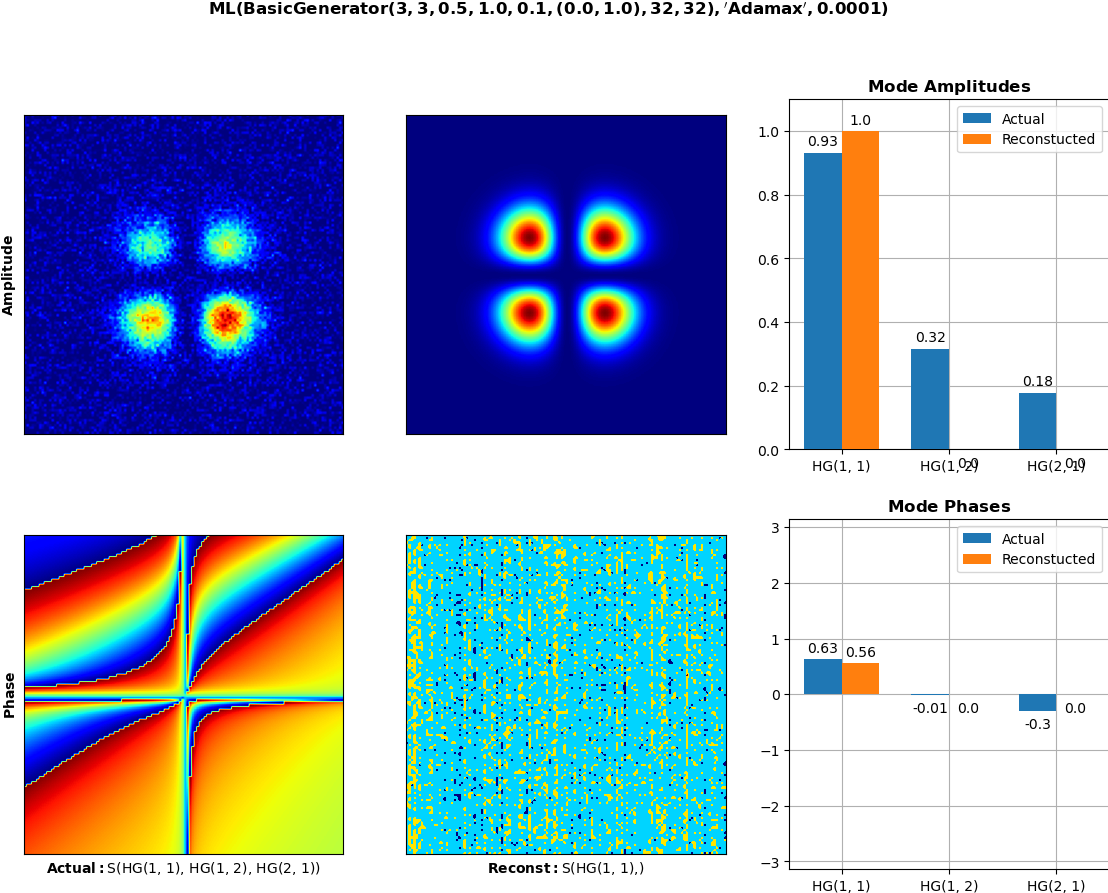 ML(BasicGenerator(3, 3, 0.5, 1.0, 0.1, (0.0, 1.0), 32, 32), 'Adamax', 0.0001)
Amplitude
Mode Amplitudes
Actual
Reconstucted
1.0
0.8
0.6
0.4
0.2
0.0
0.93
1.0
0.32
0.0
0.18
0.0
HG(1, 1)
HG(1, 2)
HG(2, 1)
Phase
Actual: S(HG(1, 1), HG(1, 2), HG(2, 1))
Reconst: S(HG(1, 1),)
Mode Phases
Actual
Reconstucted
3
2
1
0
−1
−2
−3
0.63
0.56
-0.01
0.0
-0.3
0.0
HG(1, 1)
HG(1, 2)
HG(2, 1)